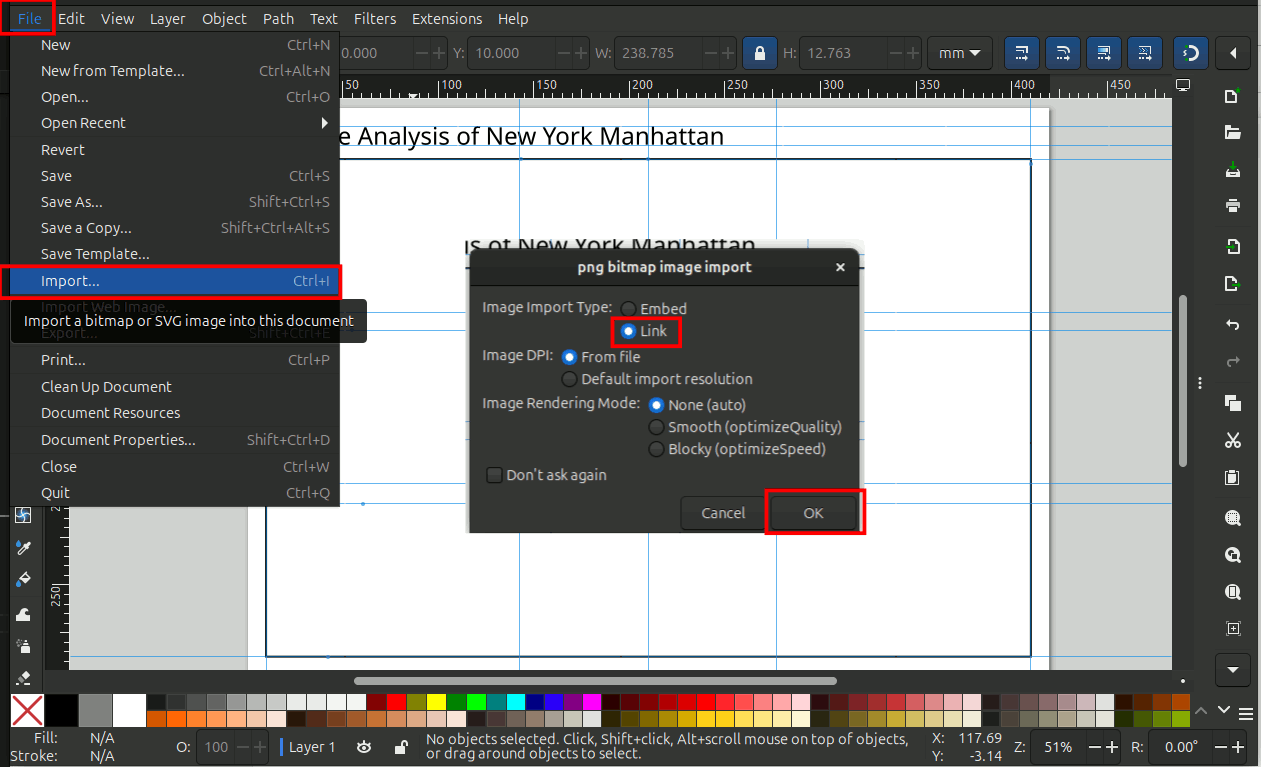 File Edit View Layer Object Path Text Filters Extensions Help
New Ctrl+N
New from Template... Ctrl+Alt+N
Open... Ctrl+O
Open Recent
Revert
Save Ctrl+S
Save As... Shift+Ctrl+S
Save a Copy... Shift+Ctrl+Alt+S
Save Template...
Import... Ctrl+I
Import Web Image...
Import a bitmap or SVG image into this document
Export... Shift+Ctrl+E
Print... Ctrl+P
Clean Up Document
Document Resources
Document Properties... Shift+Ctrl+D
Close Ctrl+W
Quit Ctrl+Q
0.000 Y: 10.000 W: 238.785 H: 12.763 mm
50 100 150 200 250 300 350 400 450
e Analysis of New York Manhattan
is of New York Manhattan
png bitmap image import
Image Import Type: Embed
Link
Image DPI: From file
Default import resolution
Image Rendering Mode: None (auto)
Smooth (optimizeQuality)
Blocky (optimizeSpeed)
Don't ask again
Cancel OK
250
Fill: N/A
Stroke: N/A
O: 100
Layer 1
No objects selected. Click, Shift+click, Alt+scroll mouse on top of objects,
or drag around objects to select.
X: 117.69
Y: -3.14
Z: 51%
R: 0.00°